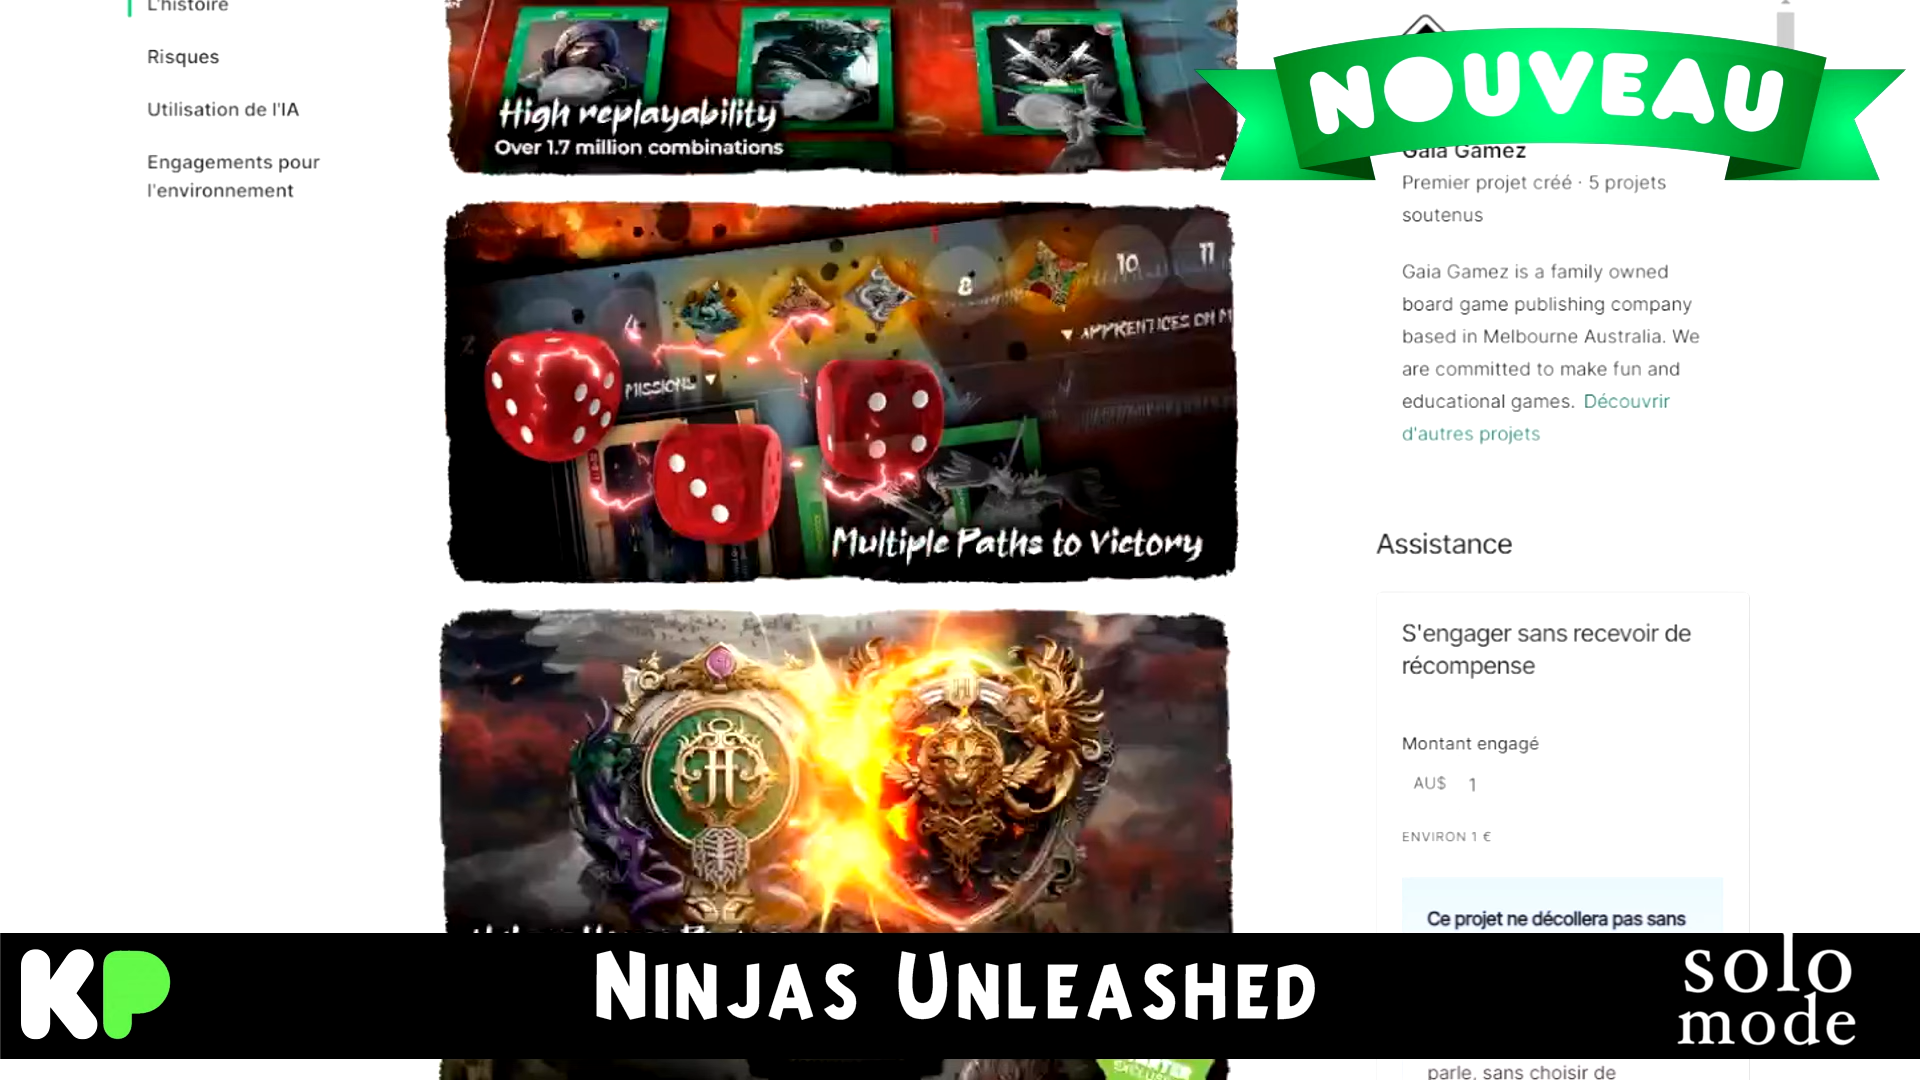 L'histoire
Risques
Utilisation de l'IA
Engagements pour
l'environnement
High replayability
Over 1.7 million combinations
8
10
11
APPRENTICES ON M
MISSIONS
Multiple Paths to Victory
H
H
NOUVEAU
Gaia Gamez
Premier projet créé · 5 projets
soutenus
Gaia Gamez is a family owned
board game publishing company
based in Melbourne Australia. We
are committed to make fun and
educational games. Découvrir
d'autres projets
Assistance
S'engager sans recevoir de
récompense
Montant engagé
AU$ 1
ENVIRON 1 €
Ce projet ne décollera pas sans
KP
NINJAS UNLEASHED
solo
mode
parle, sans choisir de